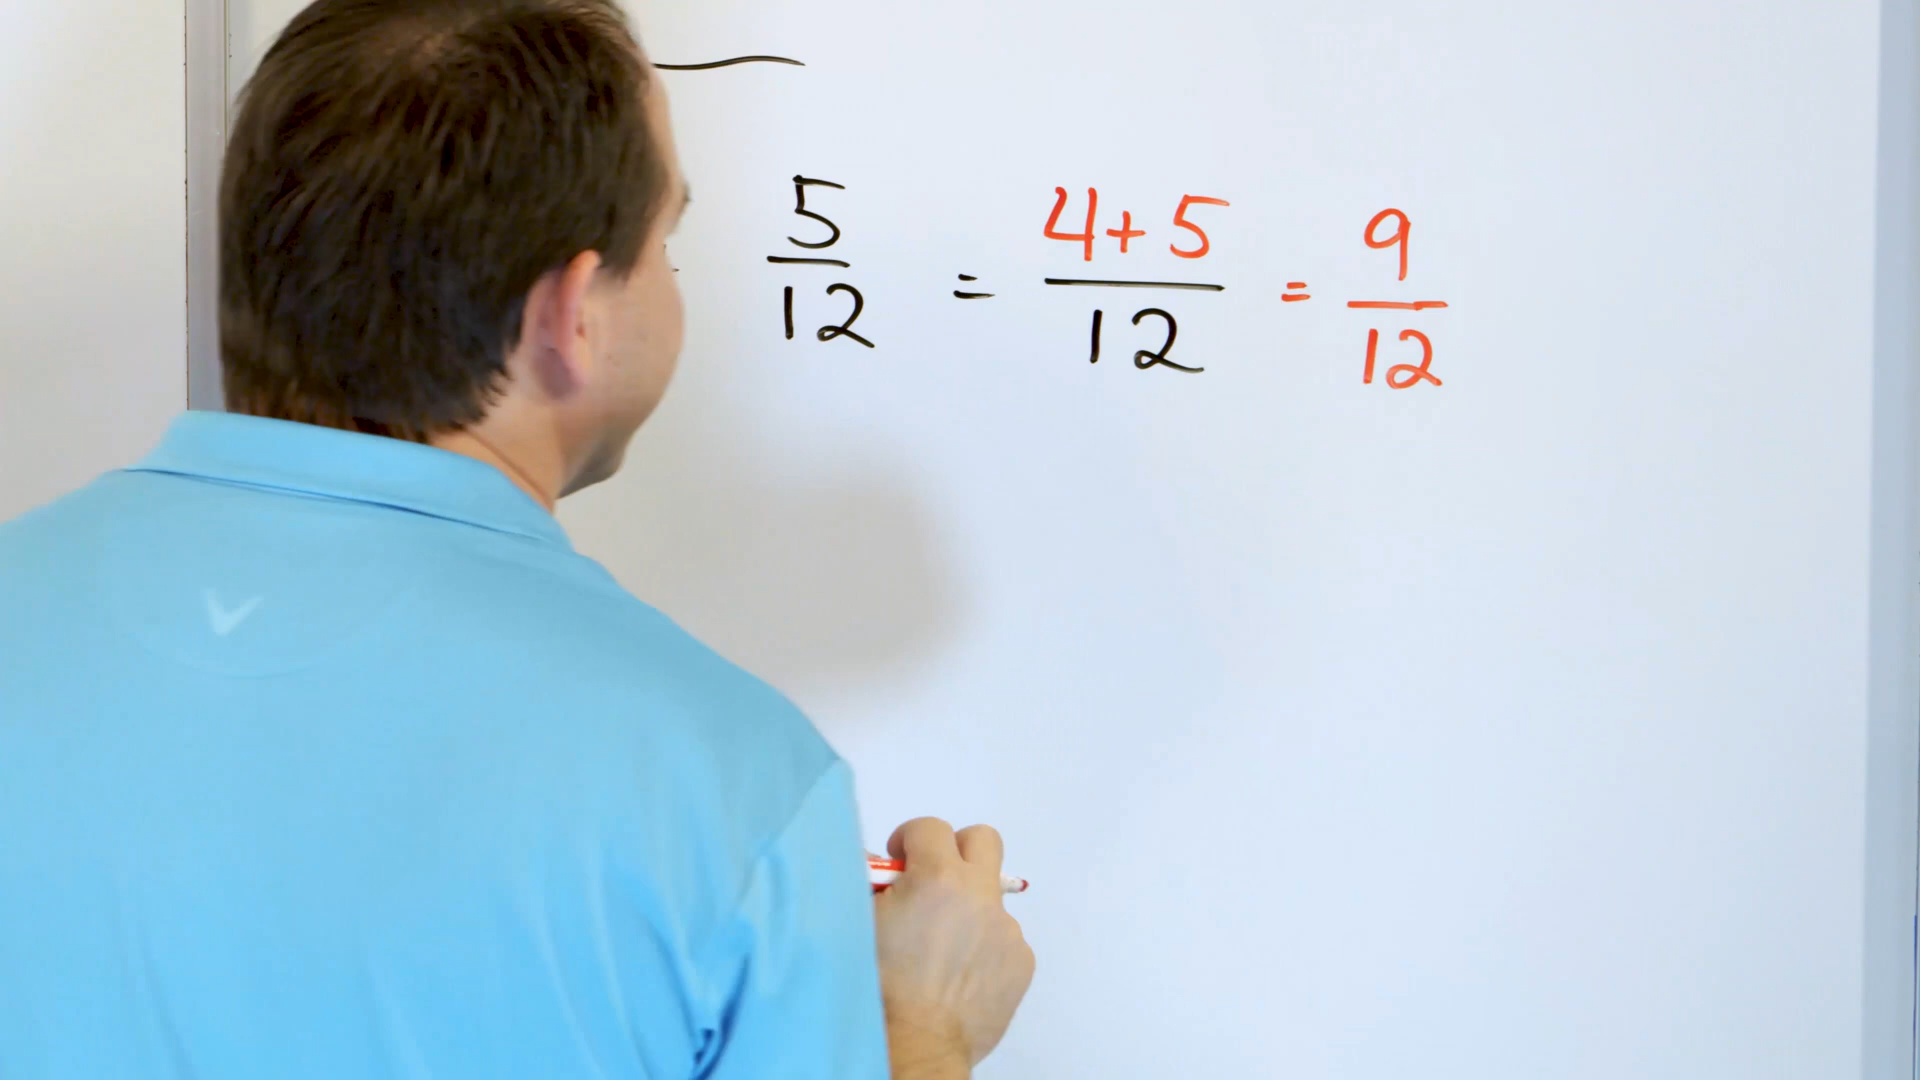 5/12 = 4+5/12 = 9/12